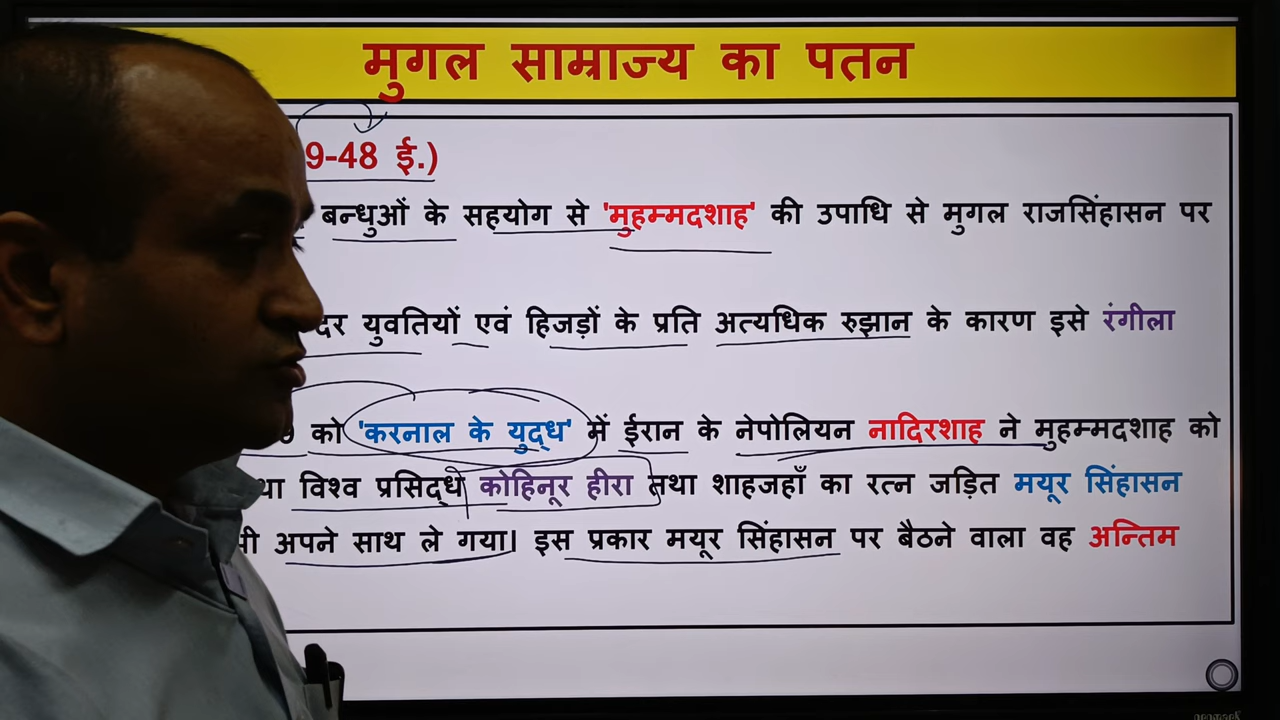 मुगल साम्राज्य का पतन
9-48 ई.)
बन्धुओं के सहयोग से 'मुहम्मदशाह' की उपाधि से मुगल राजसिंहासन पर
युवतियों एवं हिजड़ों के प्रति अत्यधिक रुझान के कारण इसे रंगीला
को 'करनाल के युद्ध' में ईरान के नेपोलियन नादिरशाह ने मुहम्मदशाह को
विश्व प्रसिद्ध कोहिनूर हीरा तथा शाहजहाँ का रत्न जड़ित मयूर सिंहासन
अपने साथ ले गया। इस प्रकार मयूर सिंहासन पर बैठने वाला वह अन्तिम